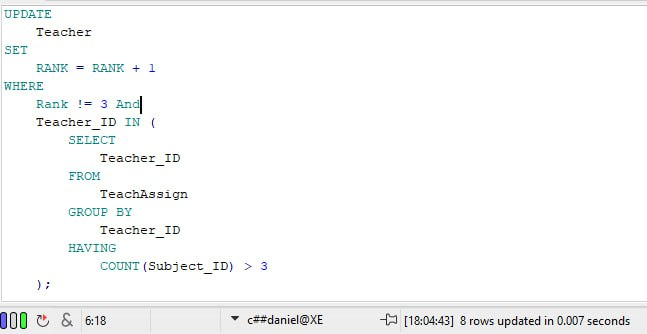 UPDATE
Teacher
SET
RANK = RANK + 1
WHERE
Rank != 3 And
Teacher_ID IN (
SELECT
Teacher_ID
FROM
TeachAssign
GROUP BY
Teacher_ID
HAVING
COUNT(Subject_ID) > 3
);
& 6:18 c##daniel@XE [18:04:43] 8 rows updated in 0.007 seconds